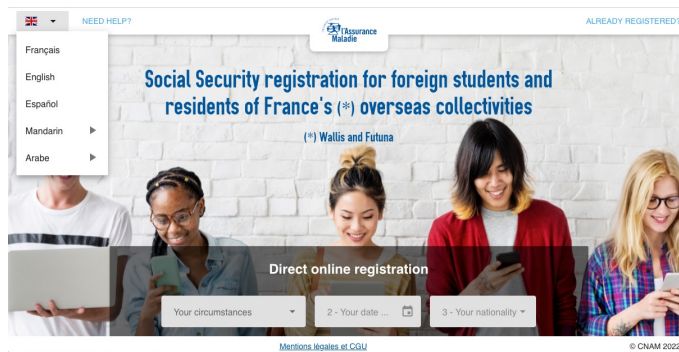 NEED HELP?
l'Assurance
Maladie
ALREADY REGISTERED?
Français
English
Español
Mandarin
Arabe
Social Security registration for foreign students and
residents of France's (*) overseas collectivities
(*) Wallis and Futuna
Direct online registration
Your circumstances
2 - Your date ...
3 - Your nationality
Mentions légales et CGU
© CNAM 2022